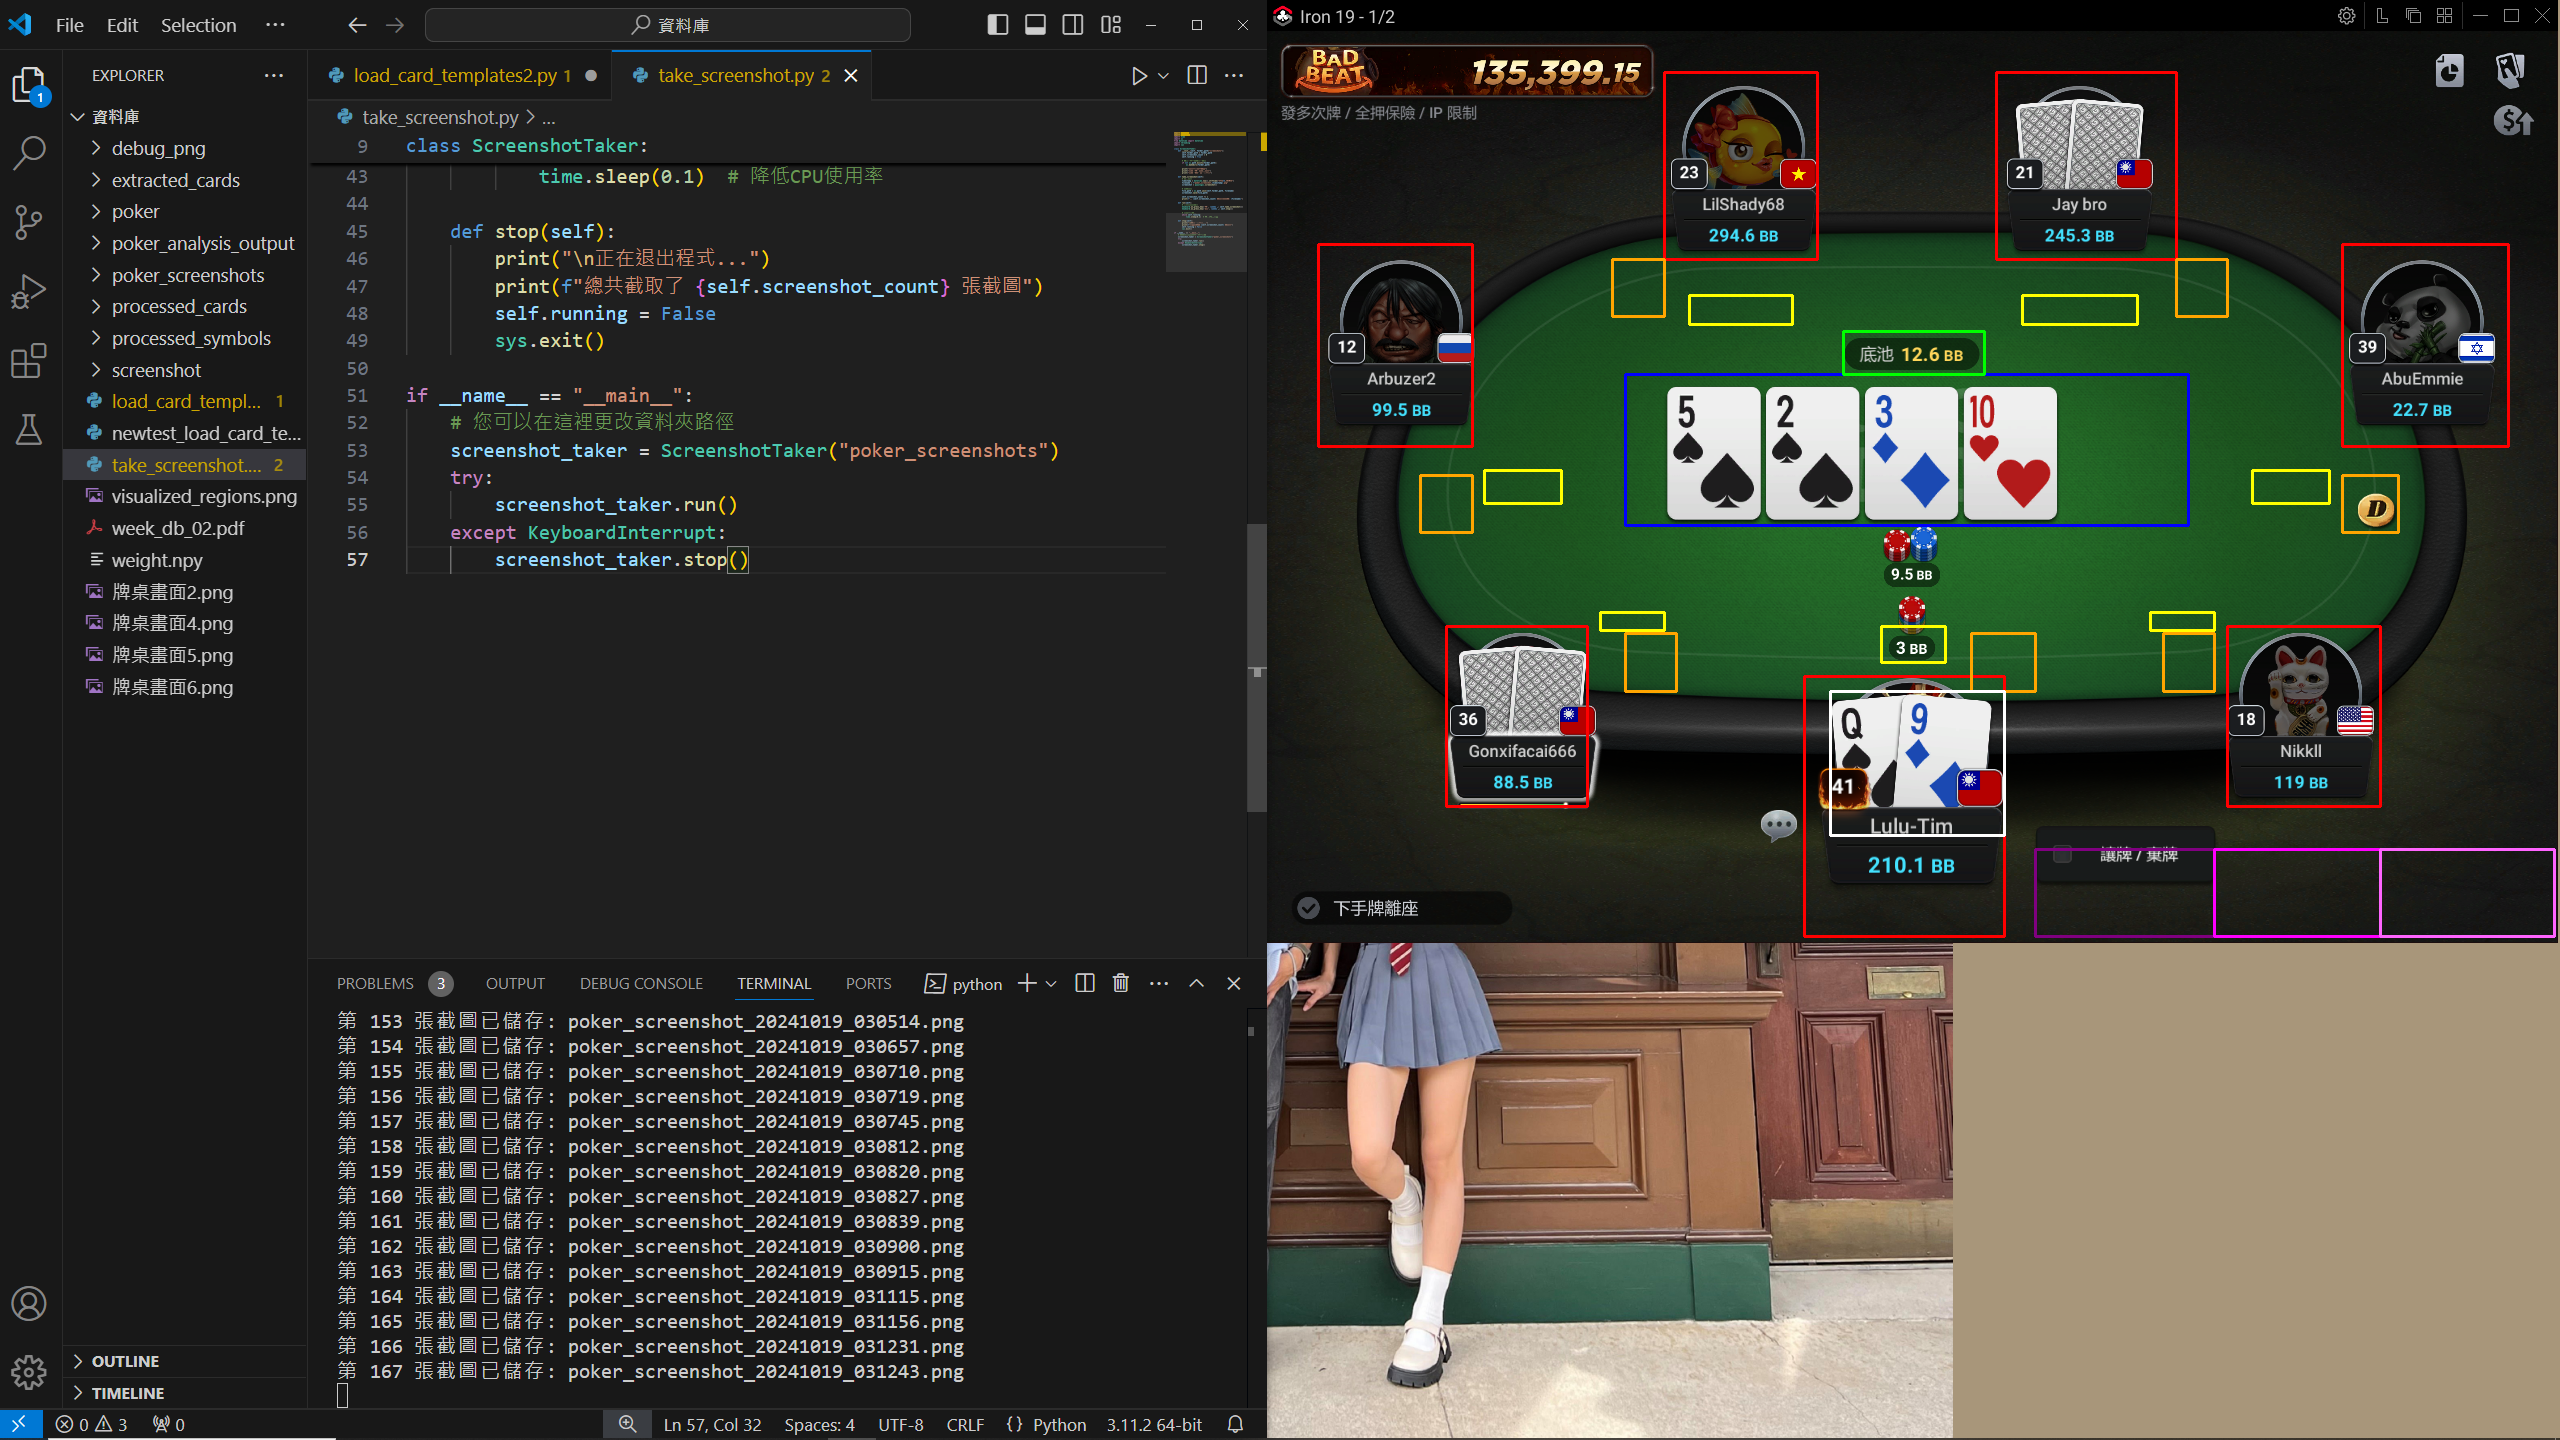 File Edit Selection ···
資料庫
EXPLORER ···
1
資料庫
debug_png
extracted_cards
poker
poker_analysis_output
poker_screenshots
processed_cards
processed_symbols
screenshot
load_card_templ... 1
newtest_load_card_te...
take_screenshot.... 2
visualized_regions.png
week_db_02.pdf
weight.npy
牌桌畫面2.png
牌桌畫面4.png
牌桌畫面5.png
牌桌畫面6.png
OUTLINE
TIMELINE
load_card_templates2.py 1
take_screenshot.py 2
take_screenshot.py > ...
9 class ScreenshotTaker:
43 time.sleep(0.1) # 降低CPU使用率
44
45 def stop(self):
46 print("\n正在退出程式...")
47 print(f"總共截取了 {self.screenshot_count} 張截圖")
48 self.running = False
49 sys.exit()
50
51 if __name__ == "__main__":
52 # 您可以在這裡更改資料夾路徑
53 screenshot_taker = ScreenshotTaker("poker_screenshots")
54 try:
55 screenshot_taker.run()
56 except KeyboardInterrupt:
57 screenshot_taker.stop()
PROBLEMS 3 OUTPUT DEBUG CONSOLE TERMINAL PORTS python
第 153 張截圖已儲存: poker_screenshot_20241019_030514.png
第 154 張截圖已儲存: poker_screenshot_20241019_030657.png
第 155 張截圖已儲存: poker_screenshot_20241019_030710.png
第 156 張截圖已儲存: poker_screenshot_20241019_030719.png
第 157 張截圖已儲存: poker_screenshot_20241019_030745.png
第 158 張截圖已儲存: poker_screenshot_20241019_030812.png
第 159 張截圖已儲存: poker_screenshot_20241019_030820.png
第 160 張截圖已儲存: poker_screenshot_20241019_030827.png
第 161 張截圖已儲存: poker_screenshot_20241019_030839.png
第 162 張截圖已儲存: poker_screenshot_20241019_030900.png
第 163 張截圖已儲存: poker_screenshot_20241019_030915.png
第 164 張截圖已儲存: poker_screenshot_20241019_031115.png
第 165 張截圖已儲存: poker_screenshot_20241019_031156.png
第 166 張截圖已儲存: poker_screenshot_20241019_031231.png
第 167 張截圖已儲存: poker_screenshot_20241019_031243.png
0 3 0 Ln 57, Col 32 Spaces: 4 UTF-8 CRLF {} Python 3.11.2 64-bit
Iron 19 - 1/2
BAD BEAT 135,399.15
發多次牌 / 全押保險 / IP 限制
23
LilShady68
294.6 BB
21
Jay bro
245.3 BB
12
Arbuzer2
99.5 BB
39
AbuEmmie
22.7 BB
底池 12.6 BB
5 2 3 10
D
9.5 BB
3 BB
36
Gonxifacai666
88.5 BB
Q 9
41
Lulu-Tim
210.1 BB
18
Nikkll
119 BB
讓牌 / 棄牌
下手牌離座